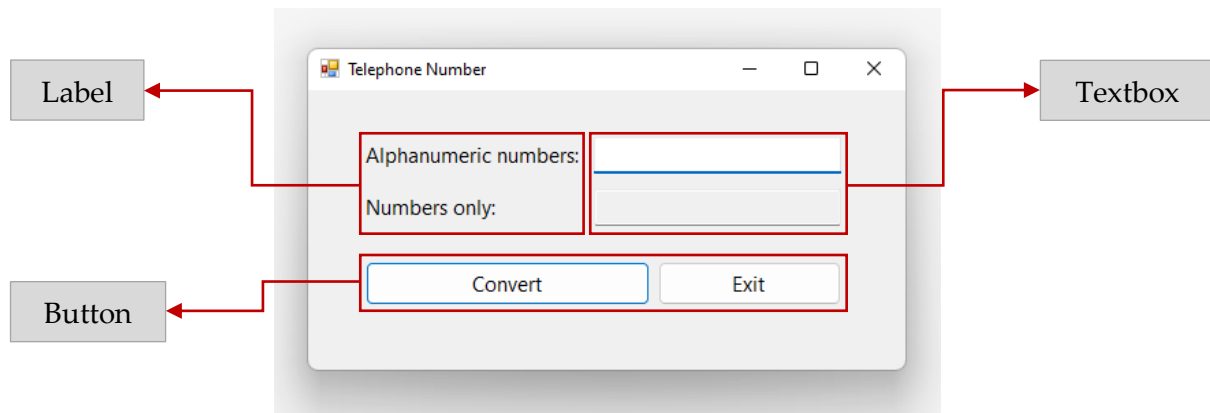 Telephone Number
Label
Textbox
Alphanumeric numbers:
Numbers only:
Convert
Exit
Button